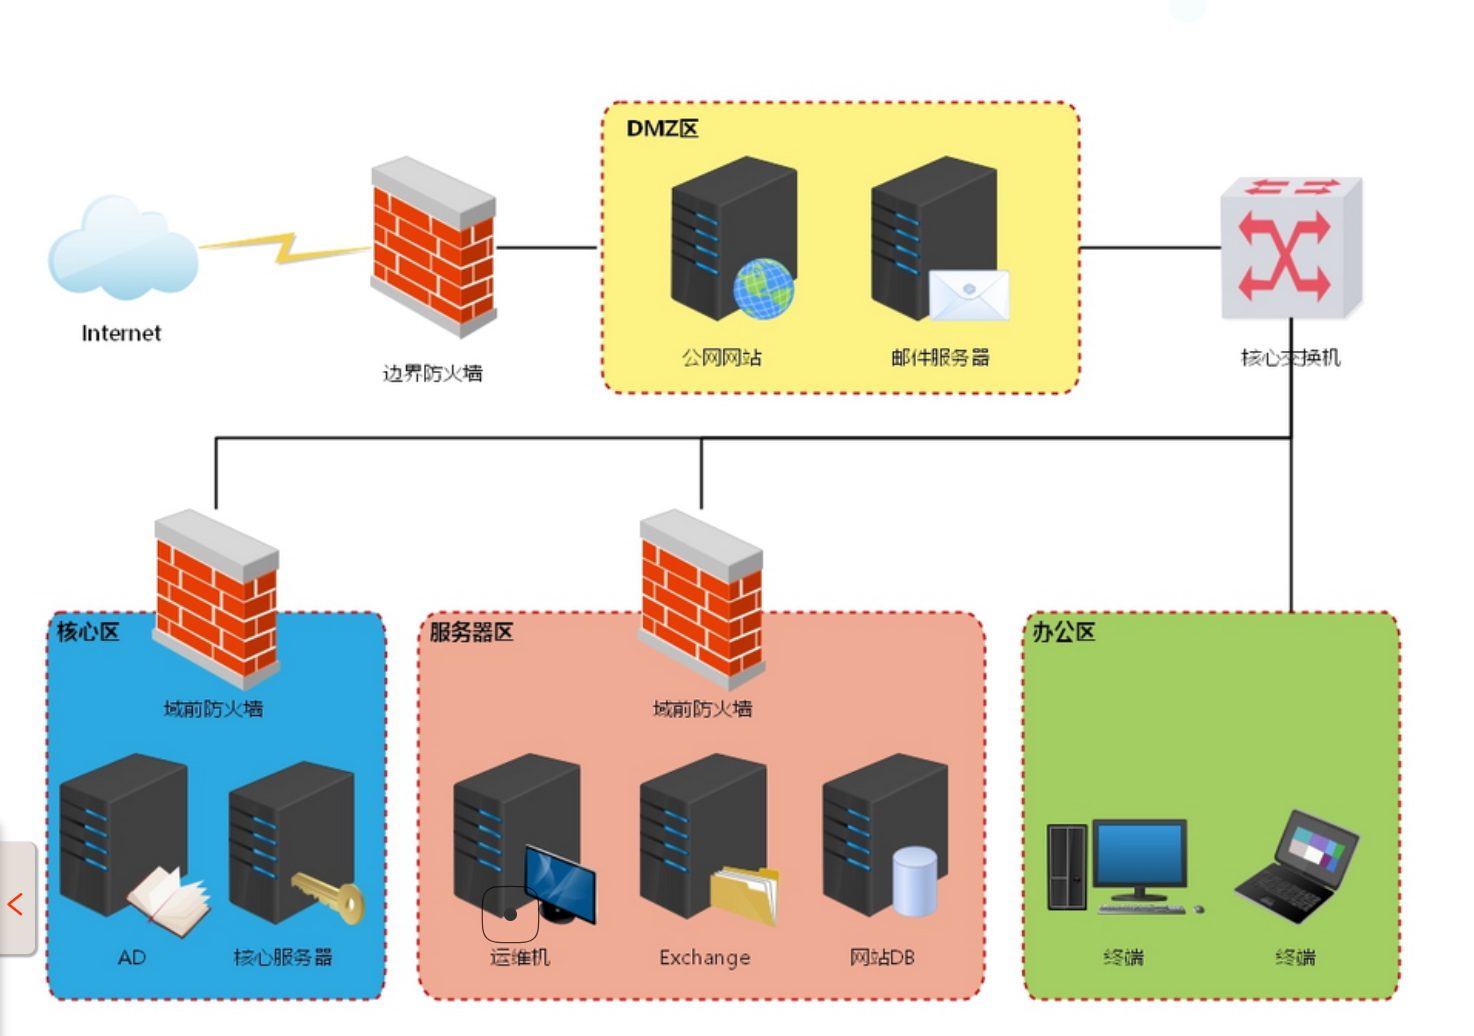 DMZ区
Internet
边界防火墙
公网网站
邮件服务器
核心交换机
核心区
服务器区
办公区
域前防火墙
域前防火墙
AD
核心服务器
运维机
Exchange
网站DB
终端
终端